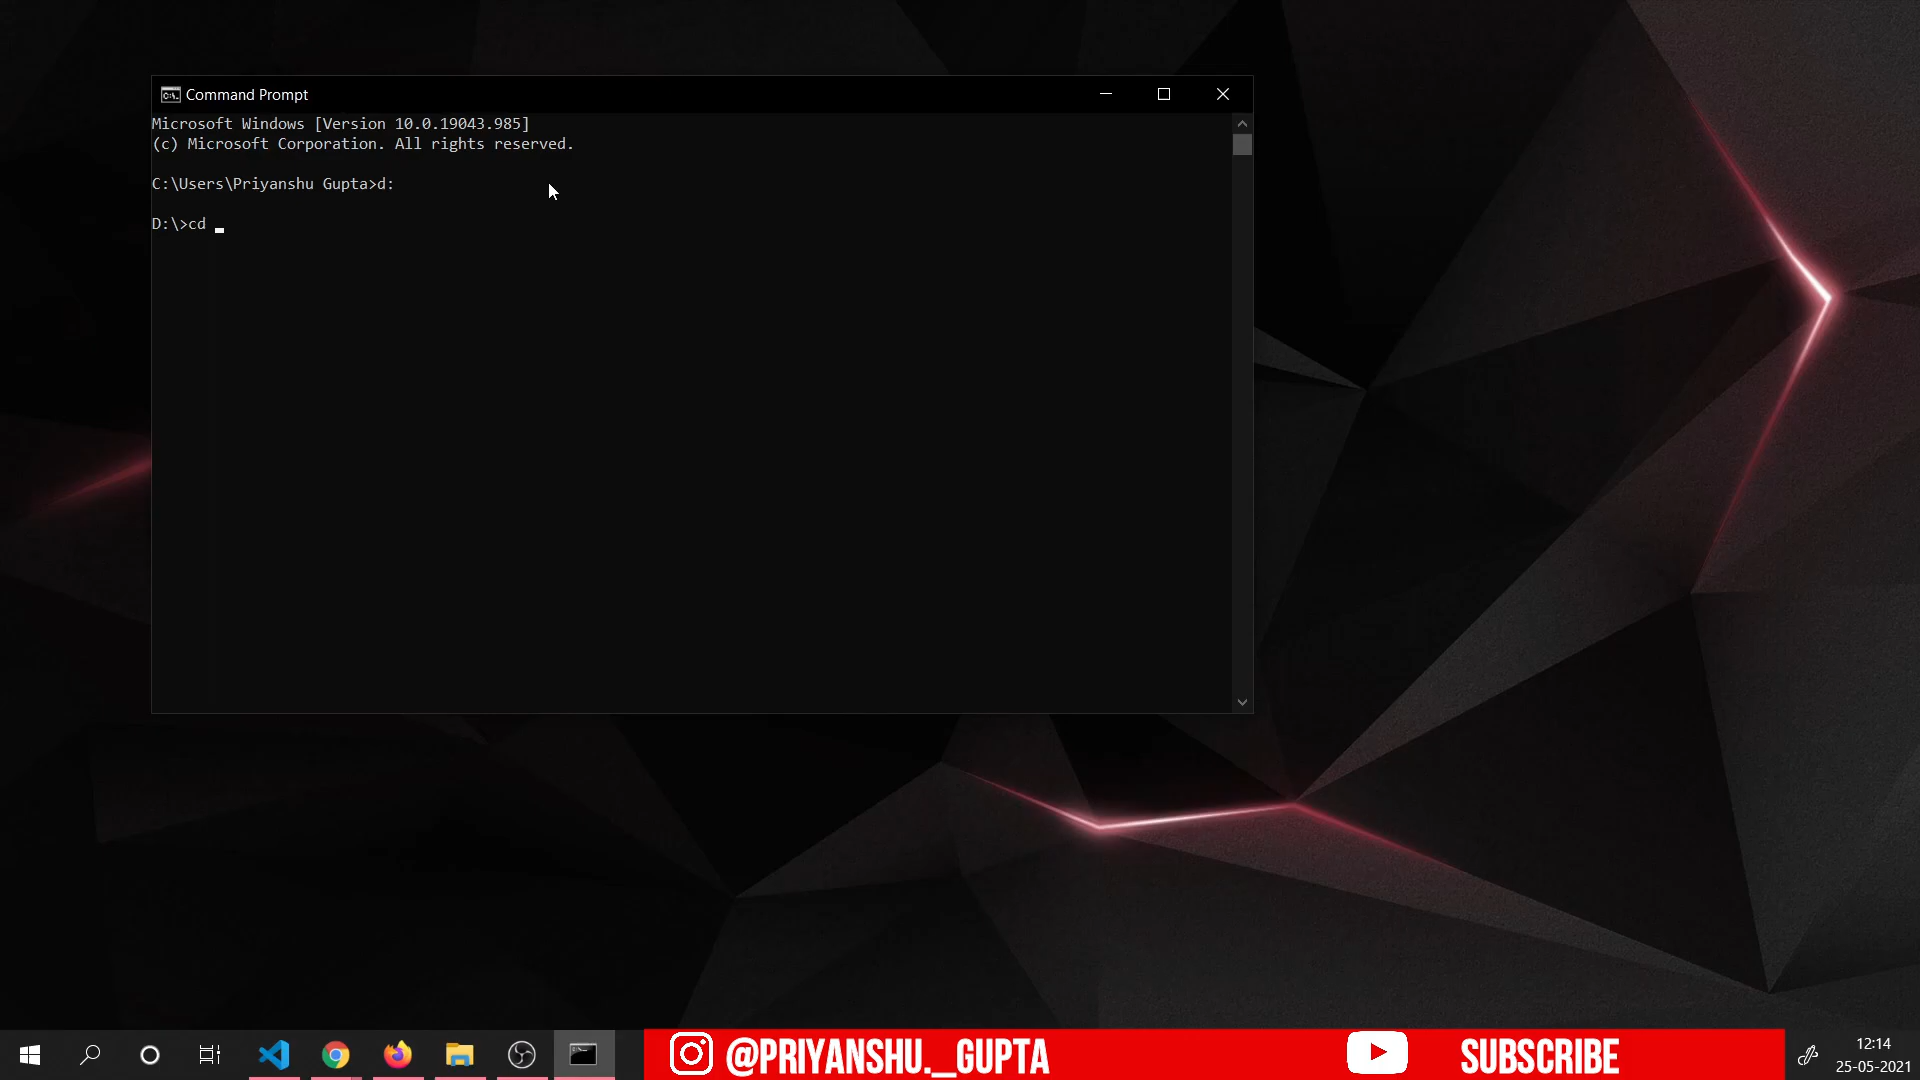 Command Prompt
Microsoft Windows [Version 10.0.19043.985]
(c) Microsoft Corporation. All rights reserved.
C:\Users\Priyanshu Gupta>d:
D:\>cd
@PRIYANSHU._GUPTA
SUBSCRIBE
12:14
25-05-2021